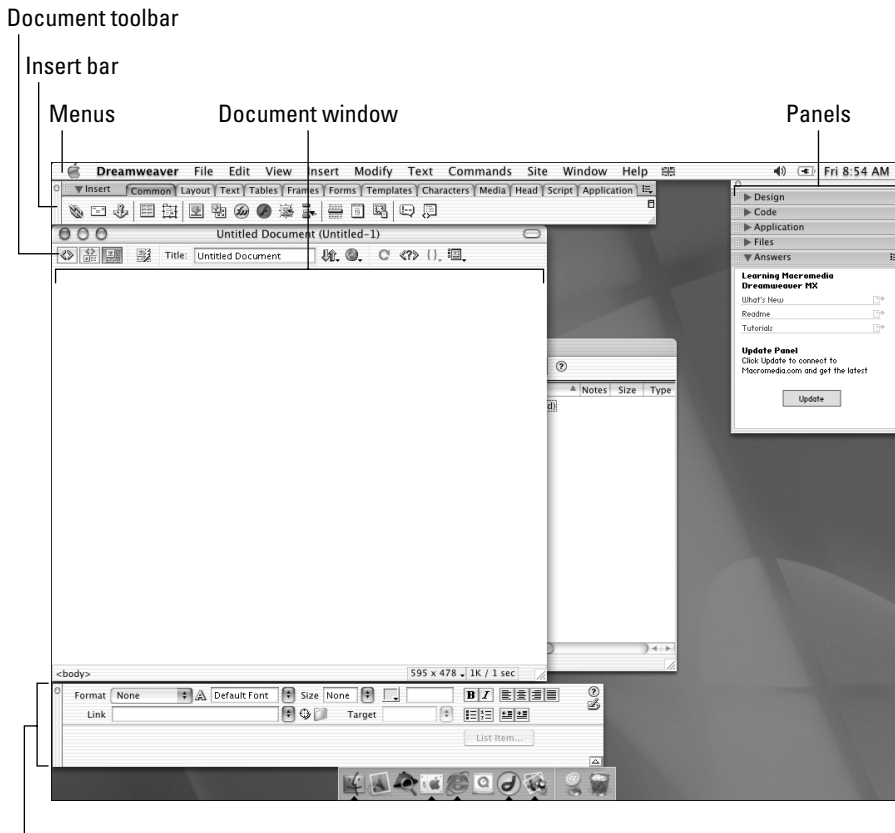 Document toolbar
Insert bar
Menus
Document window
Panels
Dreamweaver File Edit View Insert Modify Text Commands Site Window Help
Fri 8:54 AM
Insert Common Layout Text Tables Frames Forms Templates Characters Media Head Script Application
Untitled Document (Untitled-1)
Title: Untitled Document
Design
Code
Application
Files
Answers
Learning Macromedia
Dreamweaver MX
What's New
Readme
Tutorials
Update Panel
Click Update to connect to
Macromedia.com and get the latest
Update
Notes Size Type
d)
<body>
595 x 478 1K / 1 sec
Format None Default Font Size None B I
Link Target
List Item...